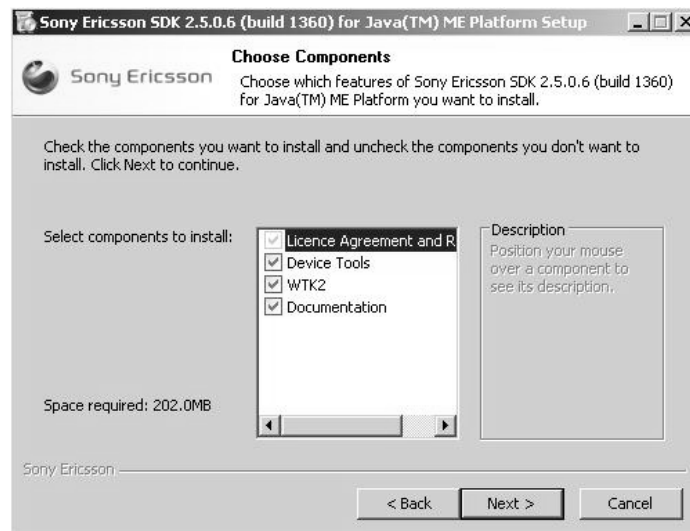 Sony Ericsson SDK 2.5.0.6 (build 1360) for Java(TM) ME Platform Setup
Sony Ericsson
Choose Components
Choose which features of Sony Ericsson SDK 2.5.0.6 (build 1360)
for Java(TM) ME Platform you want to install.
Check the components you want to install and uncheck the components you don't want to
install. Click Next to continue.
Select components to install:
Licence Agreement and R
Device Tools
WTK2
Documentation
Description
Position your mouse
over a component to
see its description.
Space required: 202.0MB
Sony Ericsson
< Back
Next >
Cancel